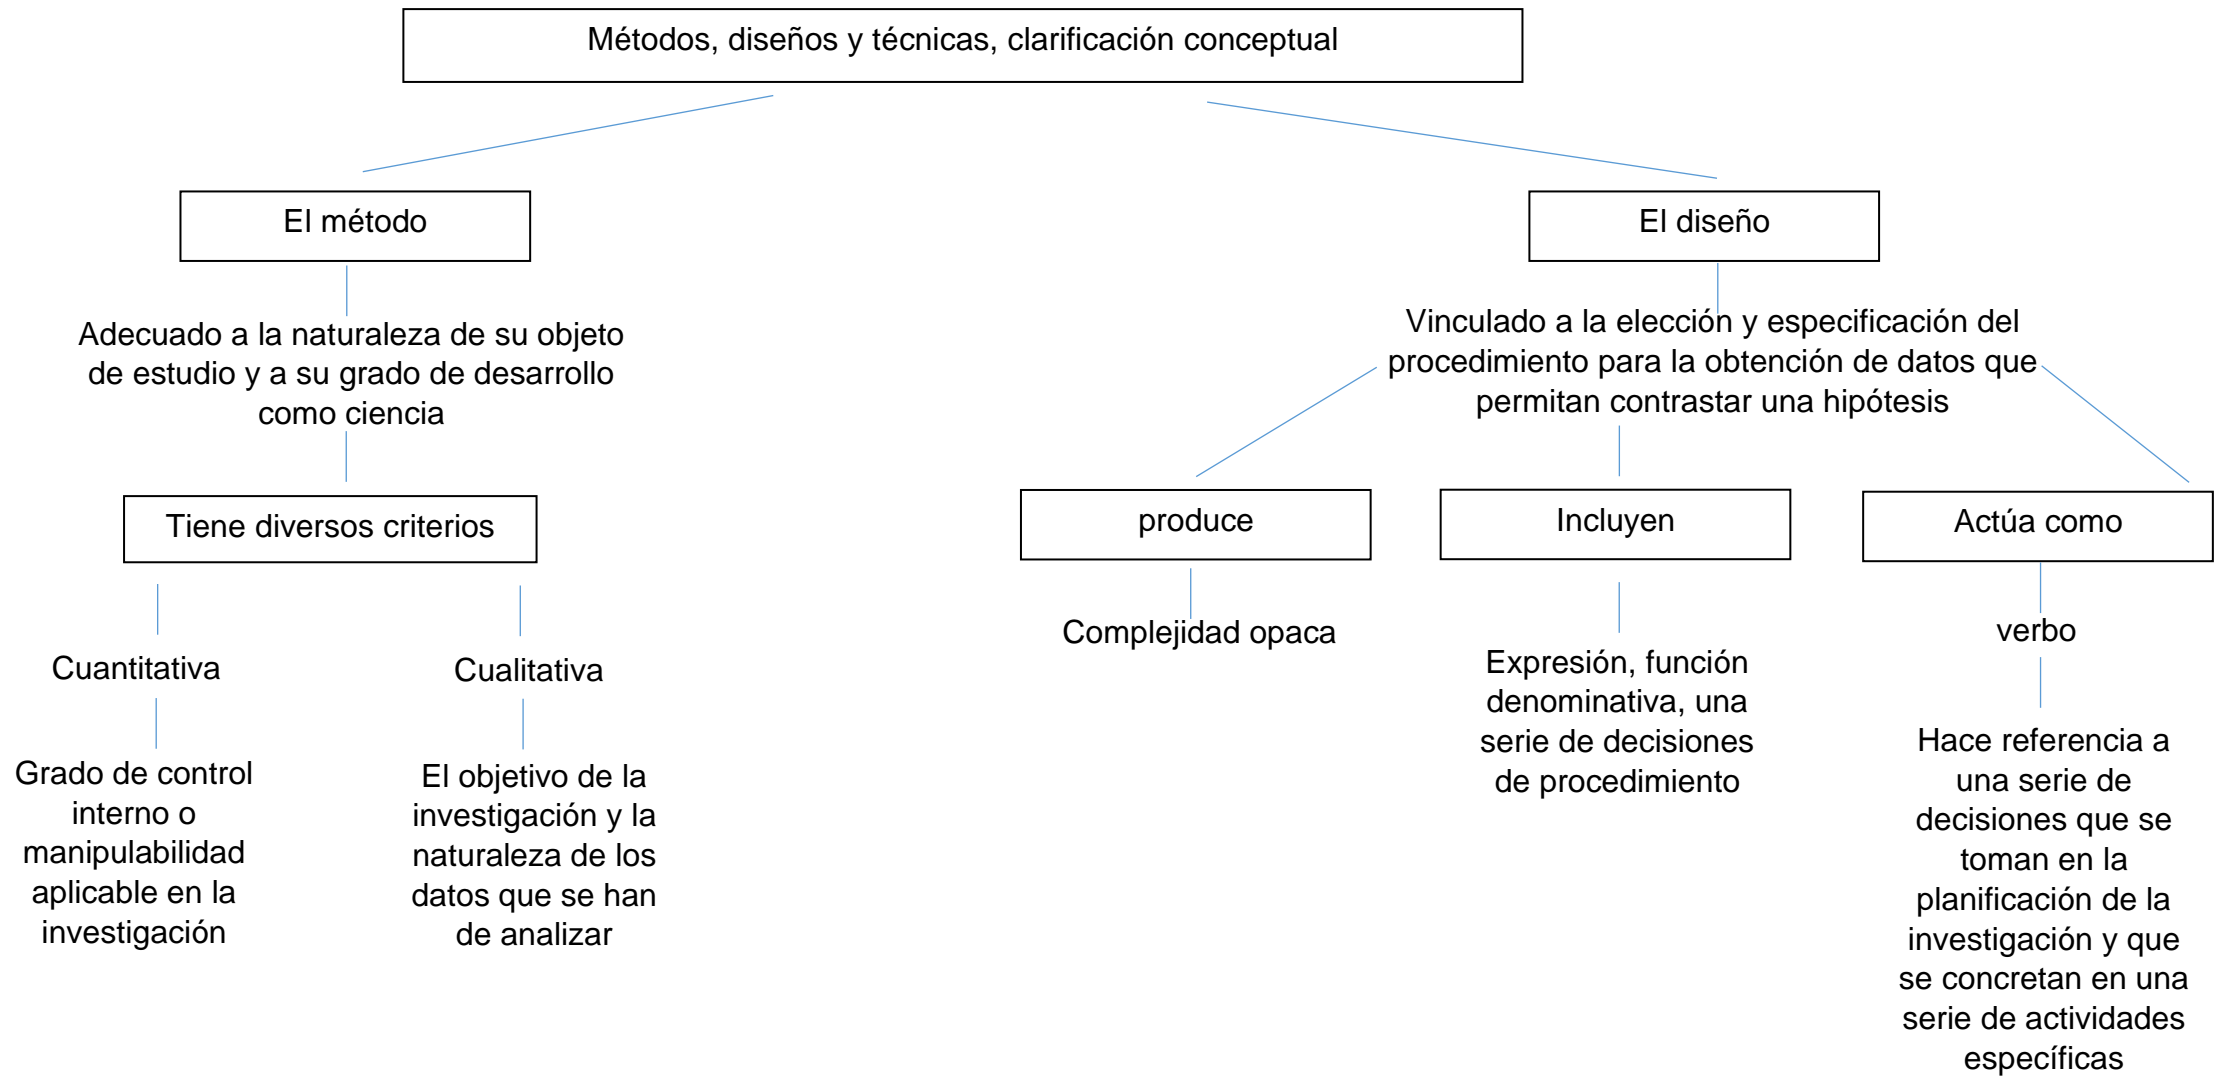 Métodos, diseños y técnicas, clarificación conceptual
El método
El diseño
Adecuado a la naturaleza de su objeto
de estudio y a su grado de desarrollo
como ciencia
Vinculado a la elección y especificación del
procedimiento para la obtención de datos que
permitan contrastar una hipótesis
Tiene diversos criterios
produce
Incluyen
Actúa como
Cuantitativa
Cualitativa
Complejidad opaca
Expresión, función
denominativa, una
serie de decisiones
de procedimiento
verbo
Grado de control
interno o
manipulabilidad
aplicable en la
investigación
El objetivo de la
investigación y la
naturaleza de los
datos que se han
de analizar
Hace referencia a
una serie de
decisiones que se
toman en la
planificación de la
investigación y que
se concretan en una
serie de actividades
específicas